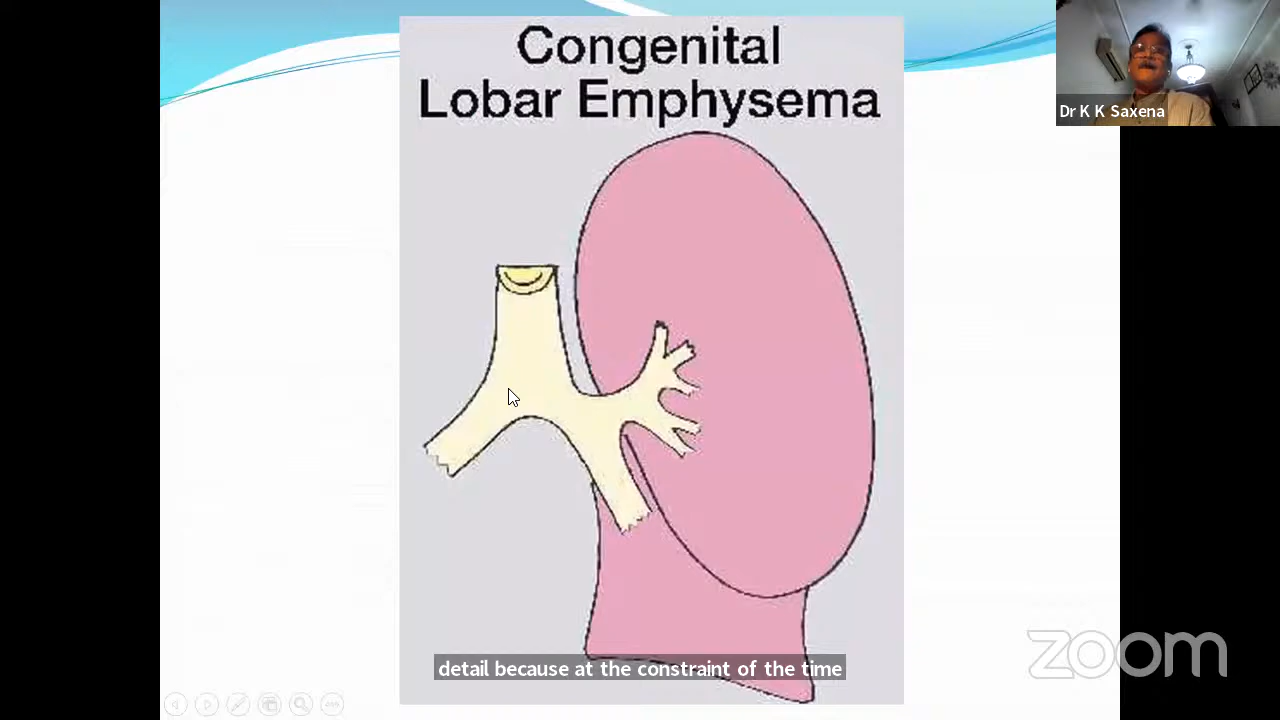 Congenital
Lobar Emphysema
Dr K K Saxena
detail because at the constraint of the time
zoom